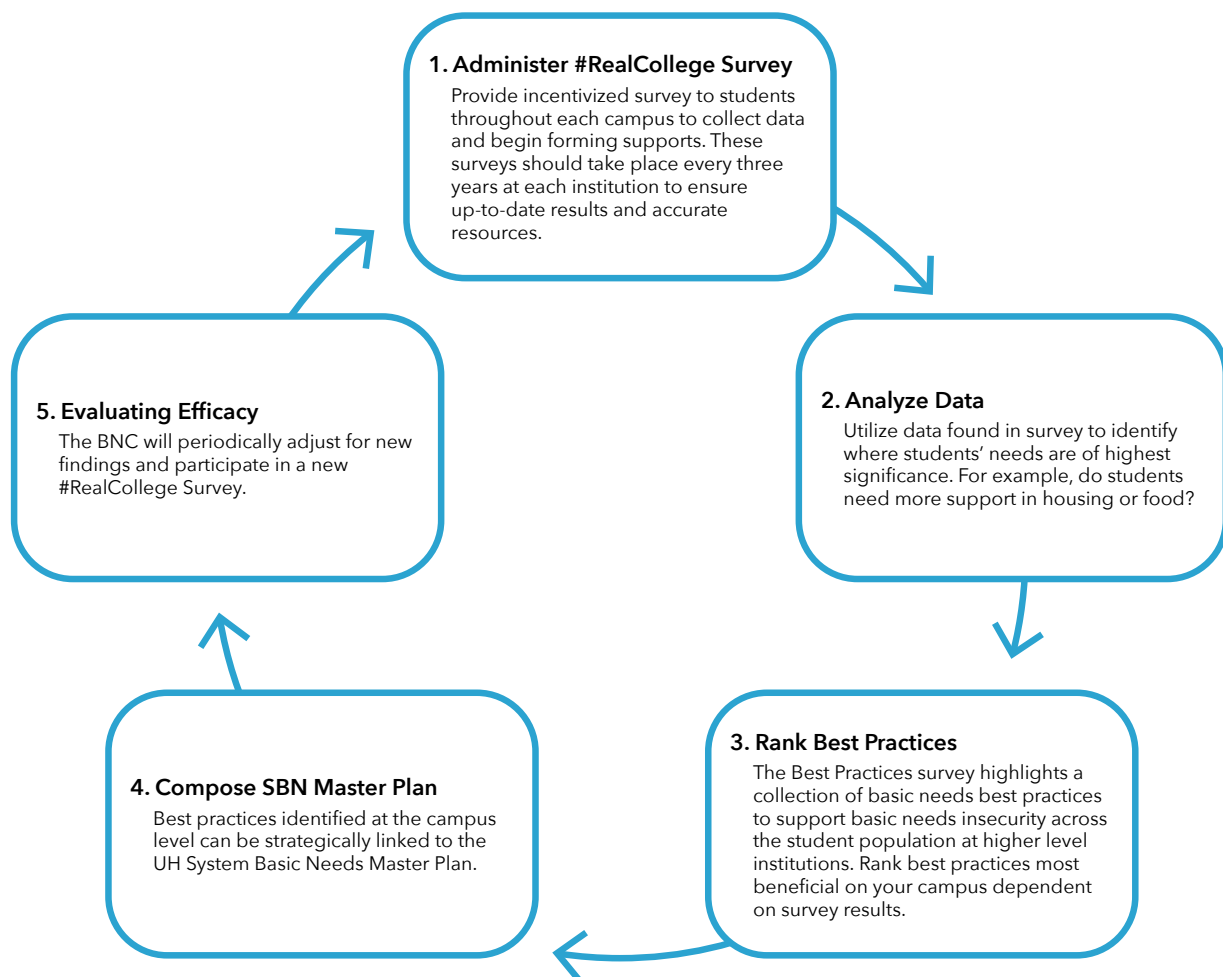 1. Administer #RealCollege Survey
Provide incentivized survey to students
throughout each campus to collect data
and begin forming supports. These
surveys should take place every three
years at each institution to ensure
up-to-date results and accurate
resources.
2. Analyze Data
Utilize data found in survey to identify
where students’ needs are of highest
significance. For example, do students
need more support in housing or food?
3. Rank Best Practices
The Best Practices survey highlights a
collection of basic needs best practices
to support basic needs insecurity across
the student population at higher level
institutions. Rank best practices most
beneficial on your campus dependent
on survey results.
4. Compose SBN Master Plan
Best practices identified at the campus
level can be strategically linked to the
UH System Basic Needs Master Plan.
5. Evaluating Efficacy
The BNC will periodically adjust for new
findings and participate in a new
#RealCollege Survey.